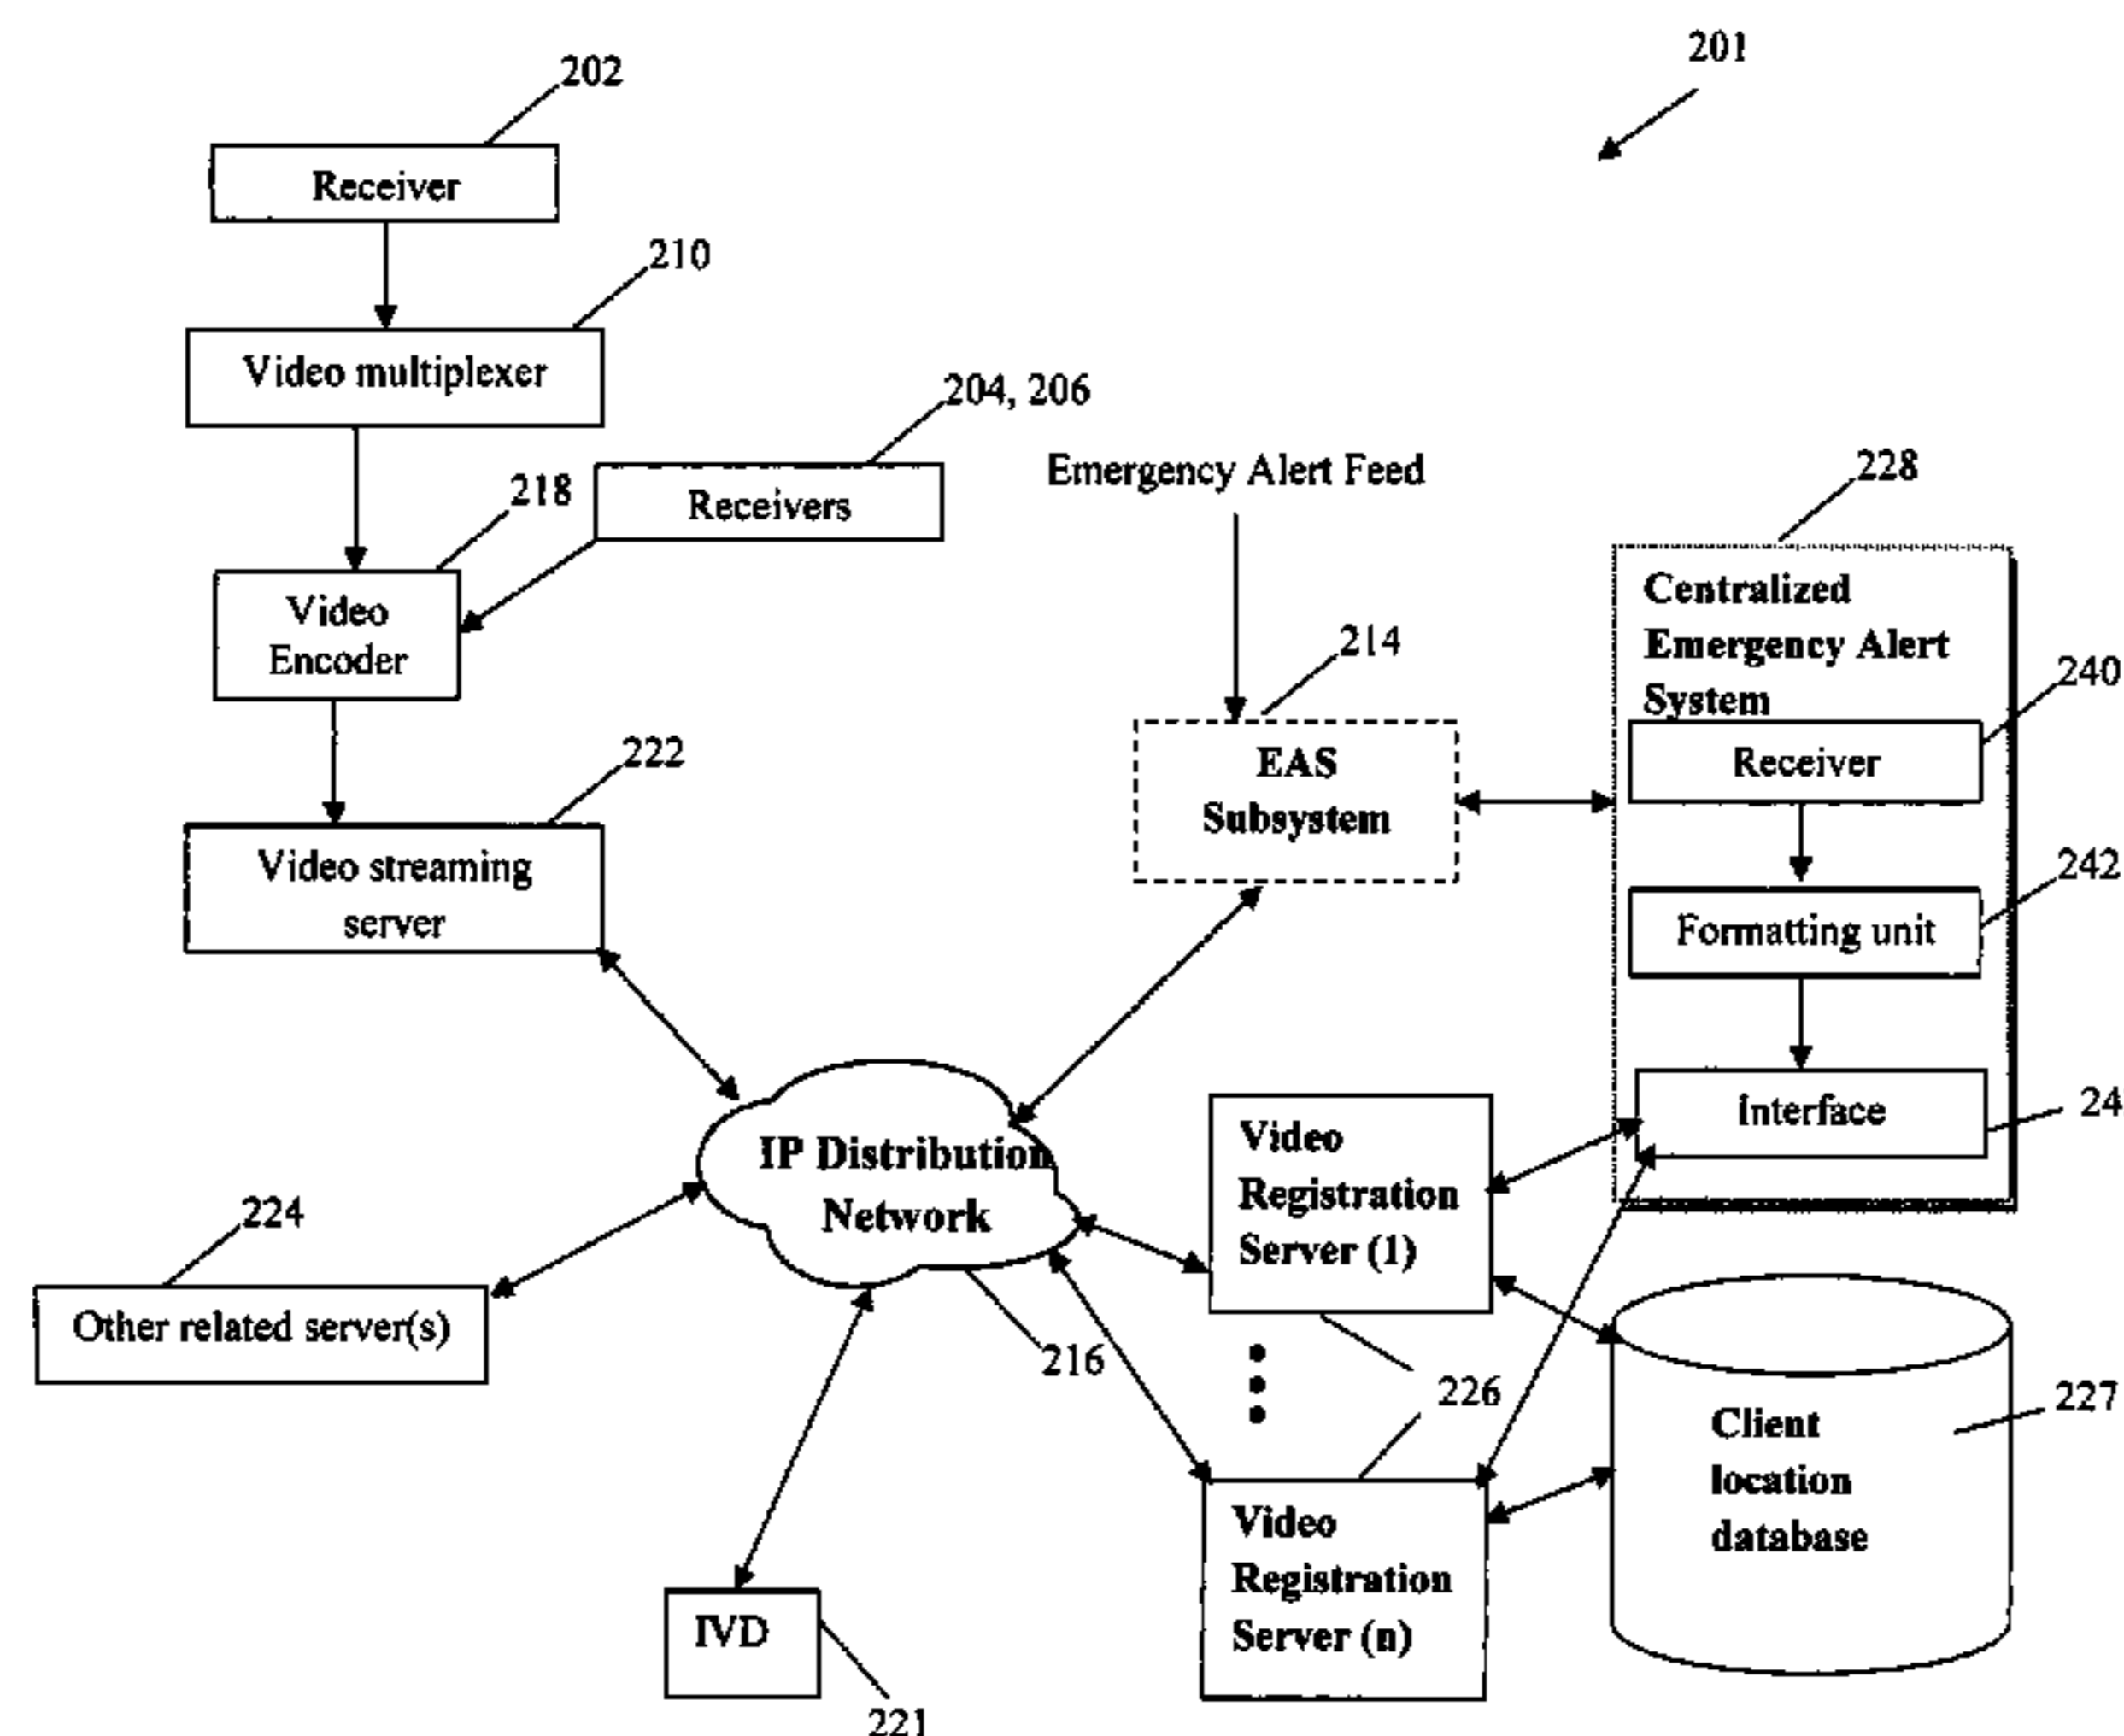 201
202
Receiver
210
Video multiplexer
204, 206
Receivers
218
Video
Encoder
Emergency Alert Feed
228
Centralized
Emergency Alert
System
240
Receiver
214
EAS
Subsystem
222
Video streaming
server
242
Formatting unit
Interface
24
IP Distribution
Network
216
Video
Registration
Server (1)
224
Other related server(s)
226
227
Client
location
database
Video
Registration
Server (n)
IVD
221